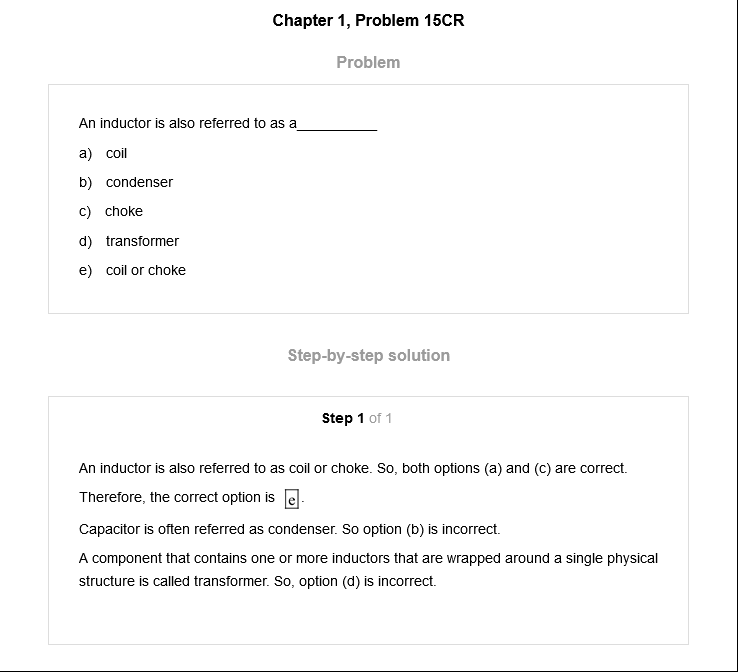 Chapter 1, Problem 15CR
Problem
An inductor is also referred to as a__________
a) coil
b) condenser
c) choke
d) transformer
e) coil or choke
Step-by-step solution
Step 1 of 1
An inductor is also referred to as coil or choke. So, both options (a) and (c) are correct.
Therefore, the correct option is e.
Capacitor is often referred as condenser. So option (b) is incorrect.
A component that contains one or more inductors that are wrapped around a single physical
structure is called transformer. So, option (d) is incorrect.